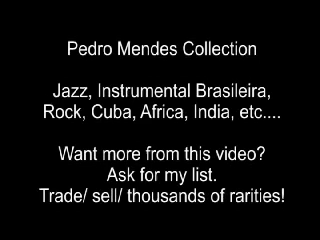 Pedro Mendes Collection
Jazz, Instrumental Brasileira,
Rock, Cuba, Africa, India, etc....
Want more from this video?
Ask for my list.
Trade/ sell/ thousands of rarities!